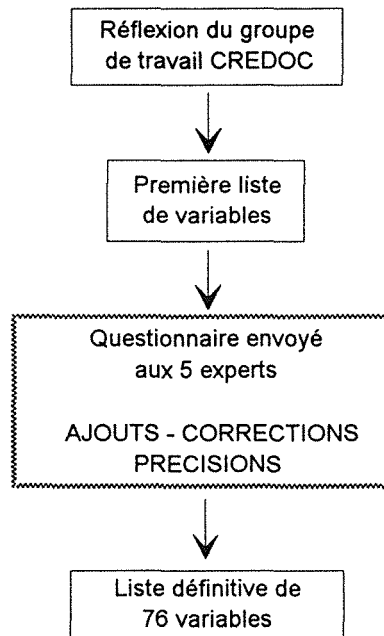 Réflexion du groupe
de travail CREDOC
Première liste
de variables
Questionnaire envoyé
aux 5 experts
AJOUTS - CORRECTIONS
PRECISIONS
Liste définitive de
76 variables